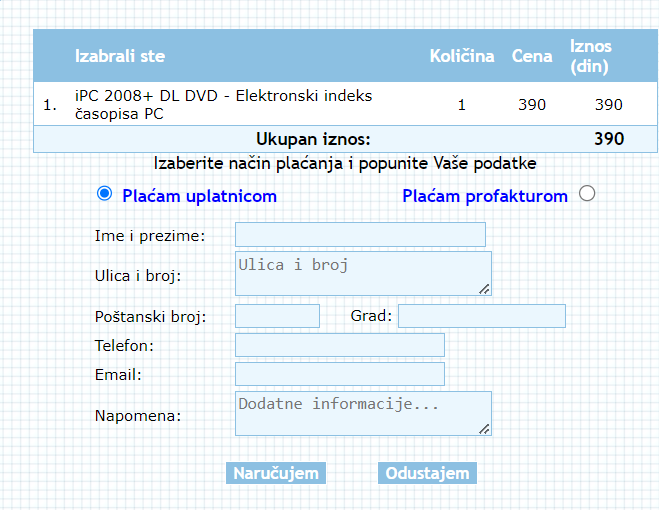 Izabrali ste Količina Cena Iznos (din)
1. iPC 2008+ DL DVD - Elektronski indeks časopisa PC 1 390 390
Ukupan iznos: 390
Izaberite način plaćanja i popunite Vaše podatke
Plaćam uplatnicom Plaćam profakturom
Ime i prezime:
Ulica i broj: Ulica i broj
Poštanski broj: Grad:
Telefon:
Email:
Napomena: Dodatne informacije...
Naručujem Odustajem